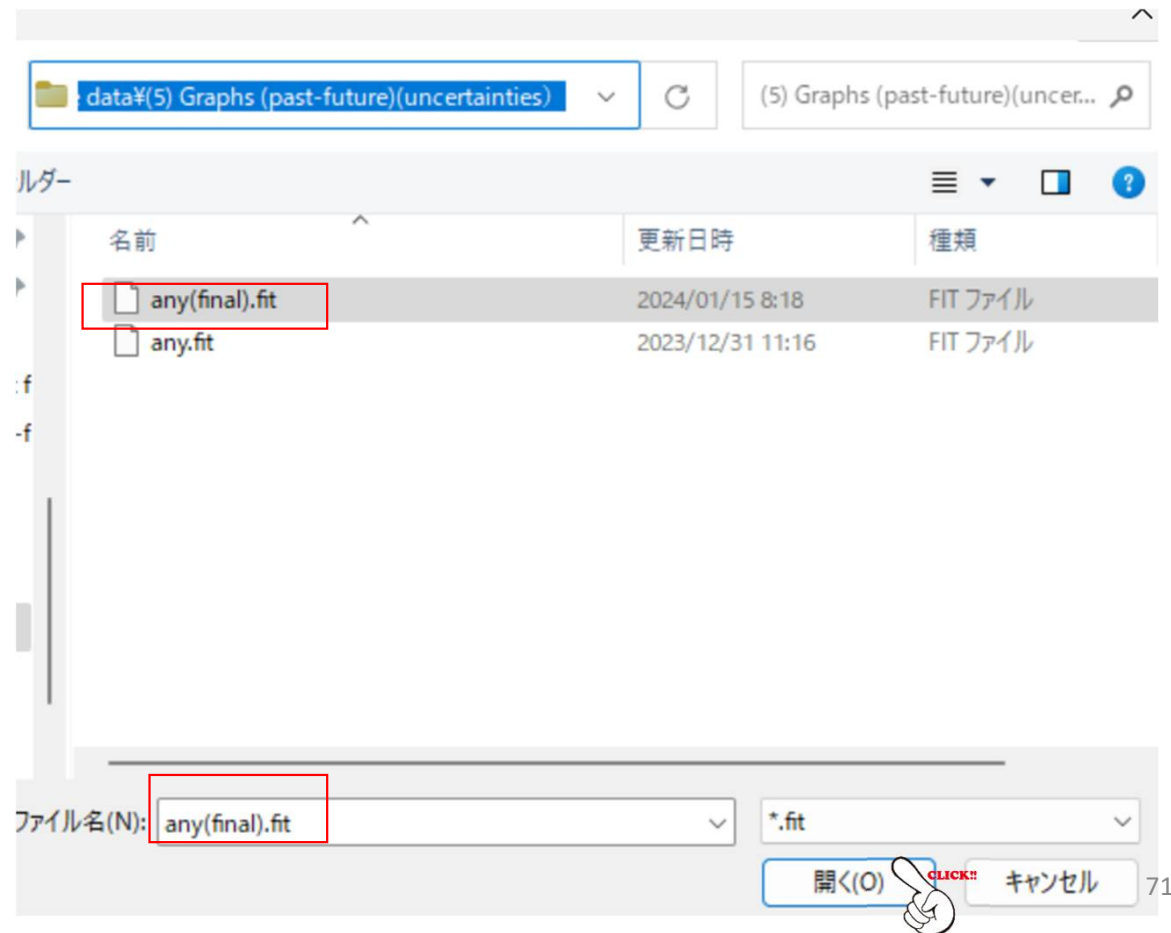 : data¥(5) Graphs (past-future)(uncertainties)
(5) Graphs (past-future)(uncer...
ルダー
名前
更新日時
種類
any(final).fit
2024/01/15 8:18
FIT ファイル
any.fit
2023/12/31 11:16
FIT ファイル
: f
-f
ファイル名(N):
any(final).fit
*.fit
開く(O)
CLICK!!
キャンセル
71